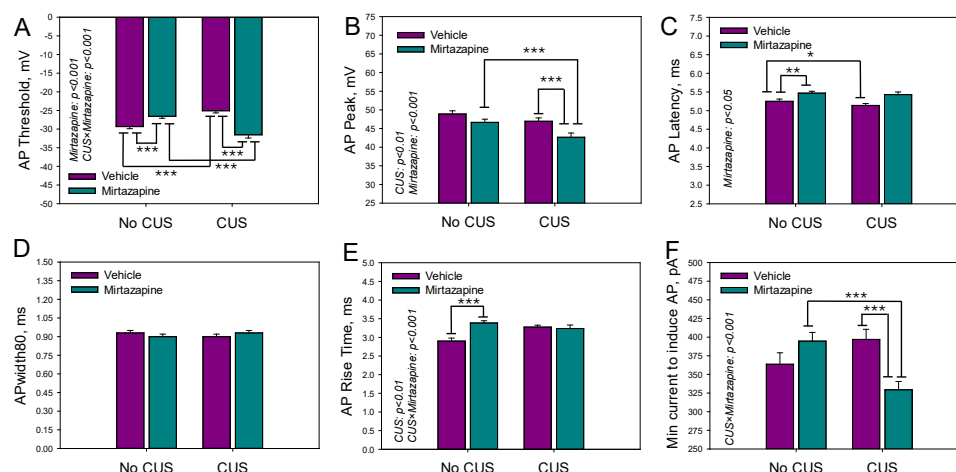 A
AP Threshold, mV
0
-5
-10
-15
-20
-25
-30
-35
-40
-45
-50
Mirtazapine: p<0.001
CUS×Mirtazapine: p<0.001
***
***
***
***
Vehicle
Mirtazapine
No CUS
CUS
B
AP Peak, mV
75
70
65
60
55
50
45
40
35
30
25
Vehicle
Mirtazapine
***
***
CUS: p<0.01
Mirtazapine: p<0.001
No CUS
CUS
C
AP Latency, ms
7.5
7.0
6.5
6.0
5.5
5.0
4.5
4.0
3.5
3.0
2.5
Vehicle
Mirtazapine
*
**
Mirtazapine: p<0.05
No CUS
CUS
D
APwidth80, ms
1.50
1.35
1.20
1.05
0.90
0.75
0.60
0.45
0.30
0.15
0.00
Vehicle
Mirtazapine
No CUS
CUS
E
AP Rise Time, ms
5.0
4.5
4.0
3.5
3.0
2.5
2.0
1.5
1.0
0.5
0.0
Vehicle
Mirtazapine
***
CUS: p<0.01
CUS×Mirtazapine: p<0.001
No CUS
CUS
F
Min current to induce AP, pA
500
475
450
425
400
375
350
325
300
275
250
Vehicle
Mirtazapine
***
***
CUS×Mirtazapine: p<0.001
No CUS
CUS